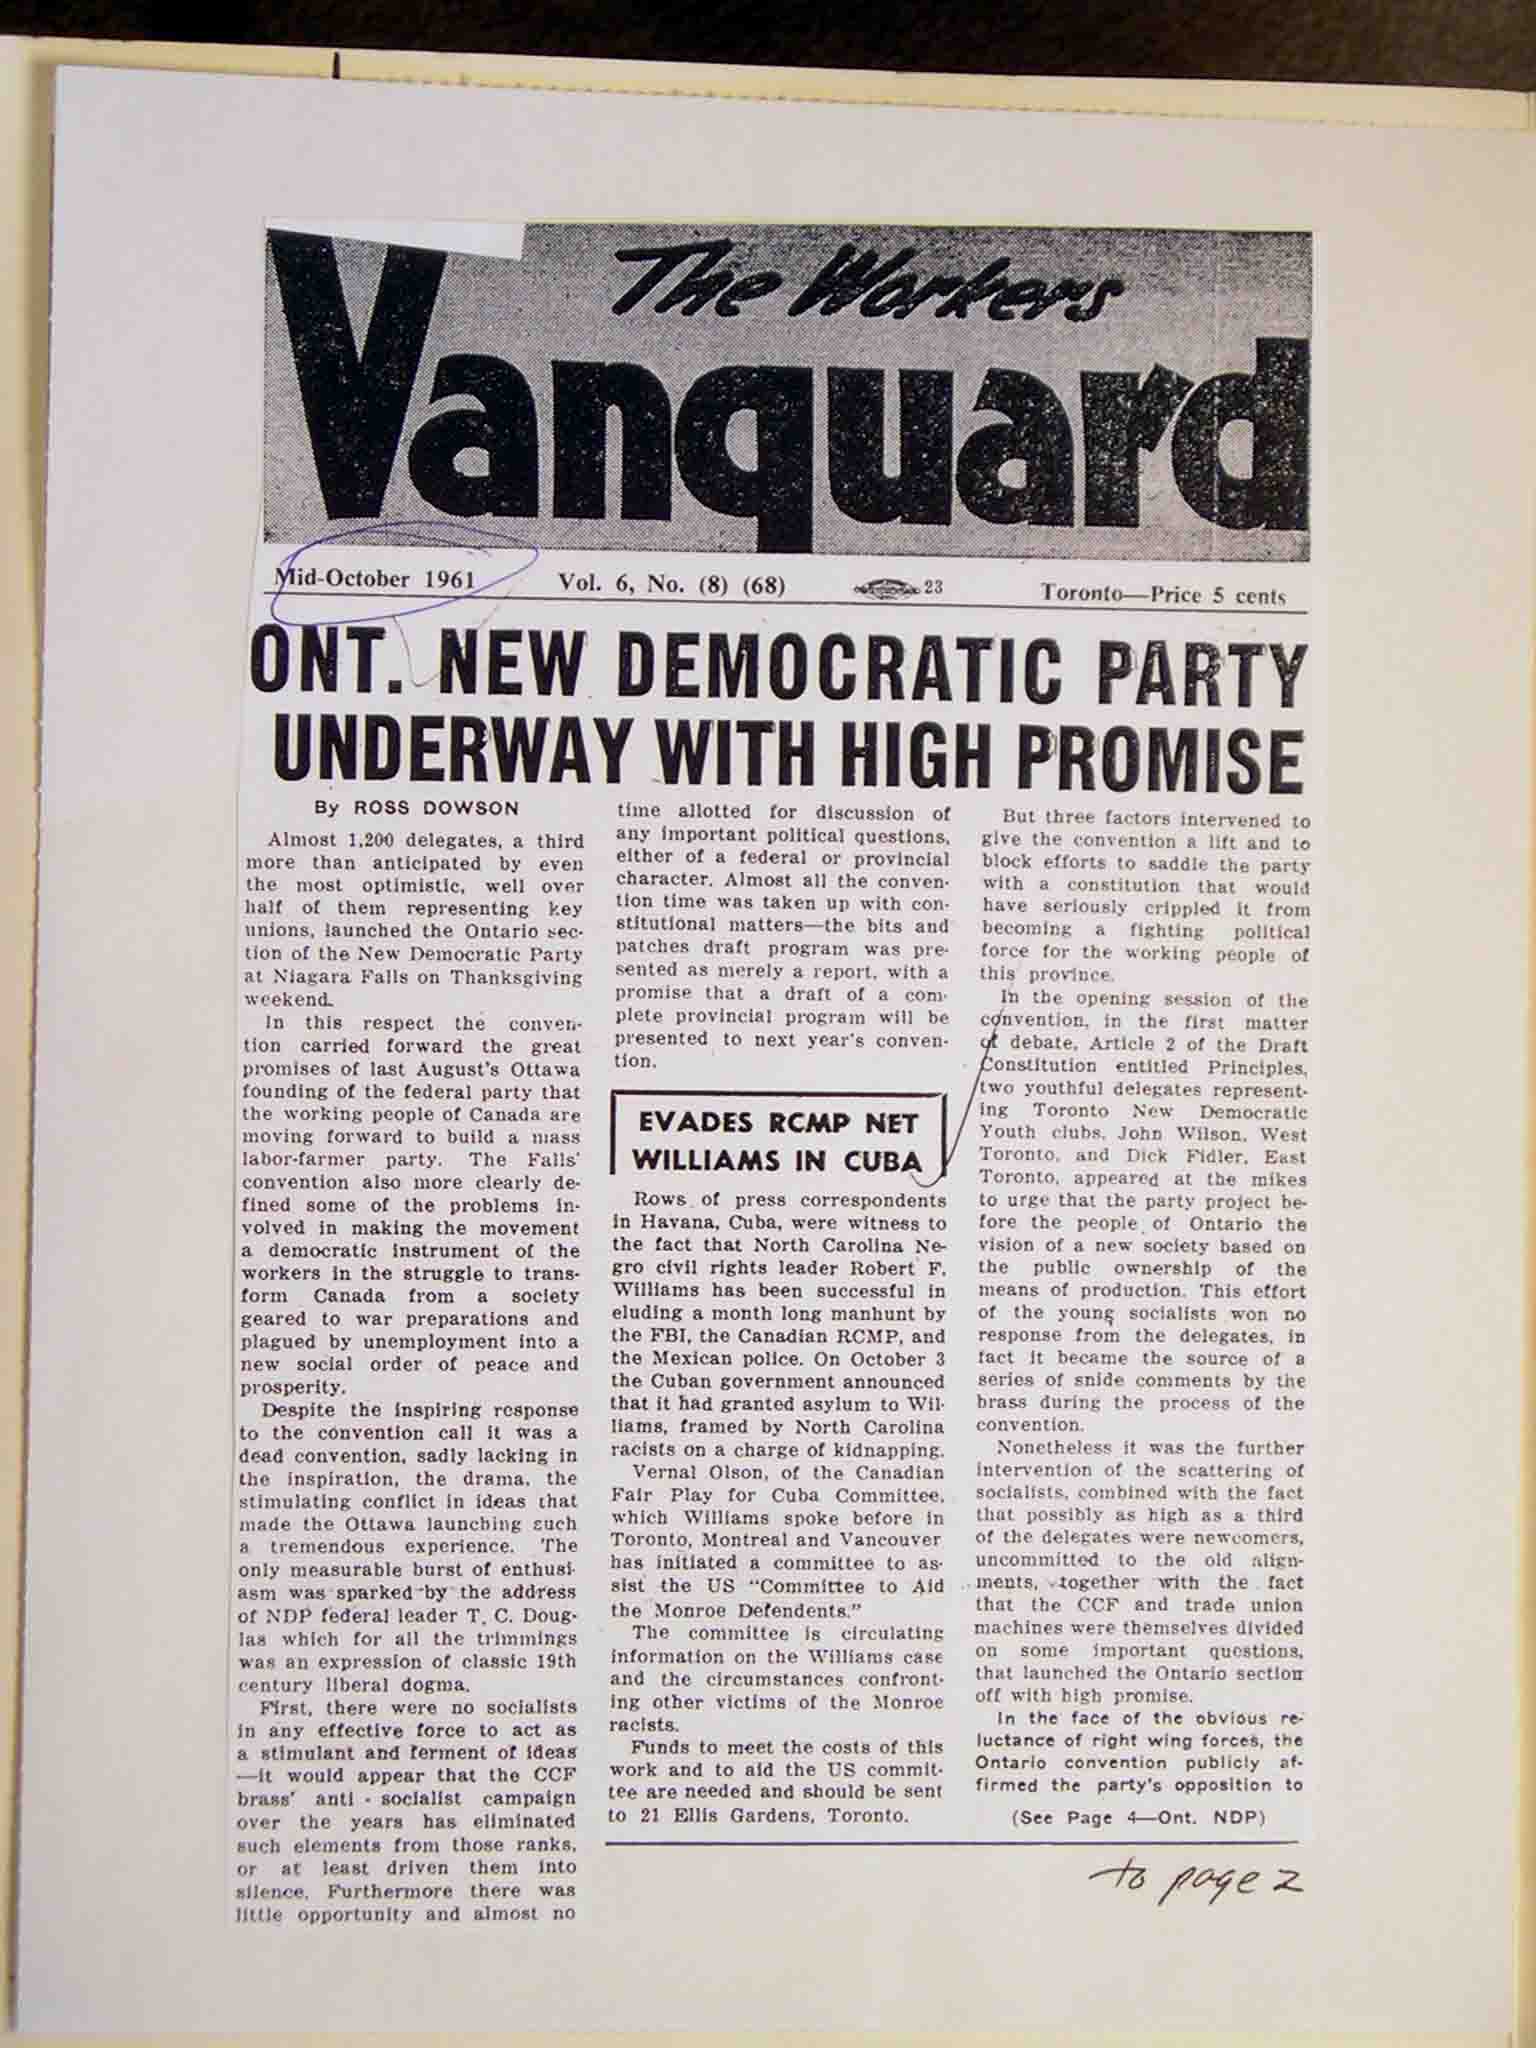 The Workers
Vanguard
Mid-October 1961 Vol. 6, No. (8) (68) 23 Toronto—Price 5 cents
ONT. NEW DEMOCRATIC PARTY
UNDERWAY WITH HIGH PROMISE
By ROSS DOWSON
Almost 1,200 delegates, a third
more than anticipated by even
the most optimistic, well over
half of them representing key
unions, launched the Ontario sec-
tion of the New Democratic Party
at Niagara Falls on Thanksgiving
weekend.
In this respect the conven-
tion carried forward the great
promises of last August's Ottawa
founding of the federal party that
the working people of Canada are
moving forward to build a mass
labor-farmer party. The Falls'
convention also more clearly de-
fined some of the problems in-
volved in making the movement
a democratic instrument of the
workers in the struggle to trans-
form Canada from a society
geared to war preparations and
plagued by unemployment into a
new social order of peace and
prosperity.
Despite the inspiring response
to the convention call it was a
dead convention, sadly lacking in
the inspiration, the drama, the
stimulating conflict in ideas that
made the Ottawa launching such
a tremendous experience. The
only measurable burst of enthusi-
asm was sparked by the address
of NDP federal leader T. C. Doug-
las which for all the trimmings
was an expression of classic 19th
century liberal dogma.
First, there were no socialists
in any effective force to act as
a stimulant and ferment of ideas
—it would appear that the CCF
brass' anti - socialist campaign
over the years has eliminated
such elements from those ranks,
or at least driven them into
silence. Furthermore there was
little opportunity and almost no
time allotted for discussion of
any important political questions,
either of a federal or provincial
character. Almost all the conven-
tion time was taken up with con-
stitutional matters—the bits and
patches draft program was pre-
sented as merely a report, with a
promise that a draft of a com-
plete provincial program will be
presented to next year's conven-
tion.
EVADES RCMP NET
WILLIAMS IN CUBA
Rows of press correspondents
in Havana, Cuba, were witness to
the fact that North Carolina Ne-
gro civil rights leader Robert F.
Williams has been successful in
eluding a month long manhunt by
the FBI, the Canadian RCMP, and
the Mexican police. On October 3
the Cuban government announced
that it had granted asylum to Wil-
liams, framed by North Carolina
racists on a charge of kidnapping.
Vernal Olson, of the Canadian
Fair Play for Cuba Committee,
which Williams spoke before in
Toronto, Montreal and Vancouver
has initiated a committee to as-
sist the US "Committee to Aid
the Monroe Defendents."
The committee is circulating
information on the Williams case
and the circumstances confront-
ing other victims of the Monroe
racists.
Funds to meet the costs of this
work and to aid the US commit-
tee are needed and should be sent
to 21 Ellis Gardens, Toronto.
But three factors intervened to
give the convention a lift and to
block efforts to saddle the party
with a constitution that would
have seriously crippled it from
becoming a fighting political
force for the working people of
this province.
In the opening session of the
convention, in the first matter
of debate, Article 2 of the Draft
Constitution entitled Principles,
two youthful delegates represent-
ing Toronto New Democratic
Youth clubs, John Wilson, West
Toronto, and Dick Fidler, East
Toronto, appeared at the mikes
to urge that the party project be-
fore the people of Ontario the
vision of a new society based on
the public ownership of the
means of production. This effort
of the young socialists won no
response from the delegates, in
fact it became the source of a
series of snide comments by the
brass during the process of the
convention.
Nonetheless it was the further
intervention of the scattering of
socialists, combined with the fact
that possibly as high as a third
of the delegates were newcomers,
uncommitted to the old align-
ments, together with the fact
that the CCF and trade union
machines were themselves divided
on some important questions,
that launched the Ontario section
off with high promise.
In the face of the obvious re-
luctance of right wing forces, the
Ontario convention publicly af-
firmed the party's opposition to
(See Page 4—Ont. NDP)
to page 2